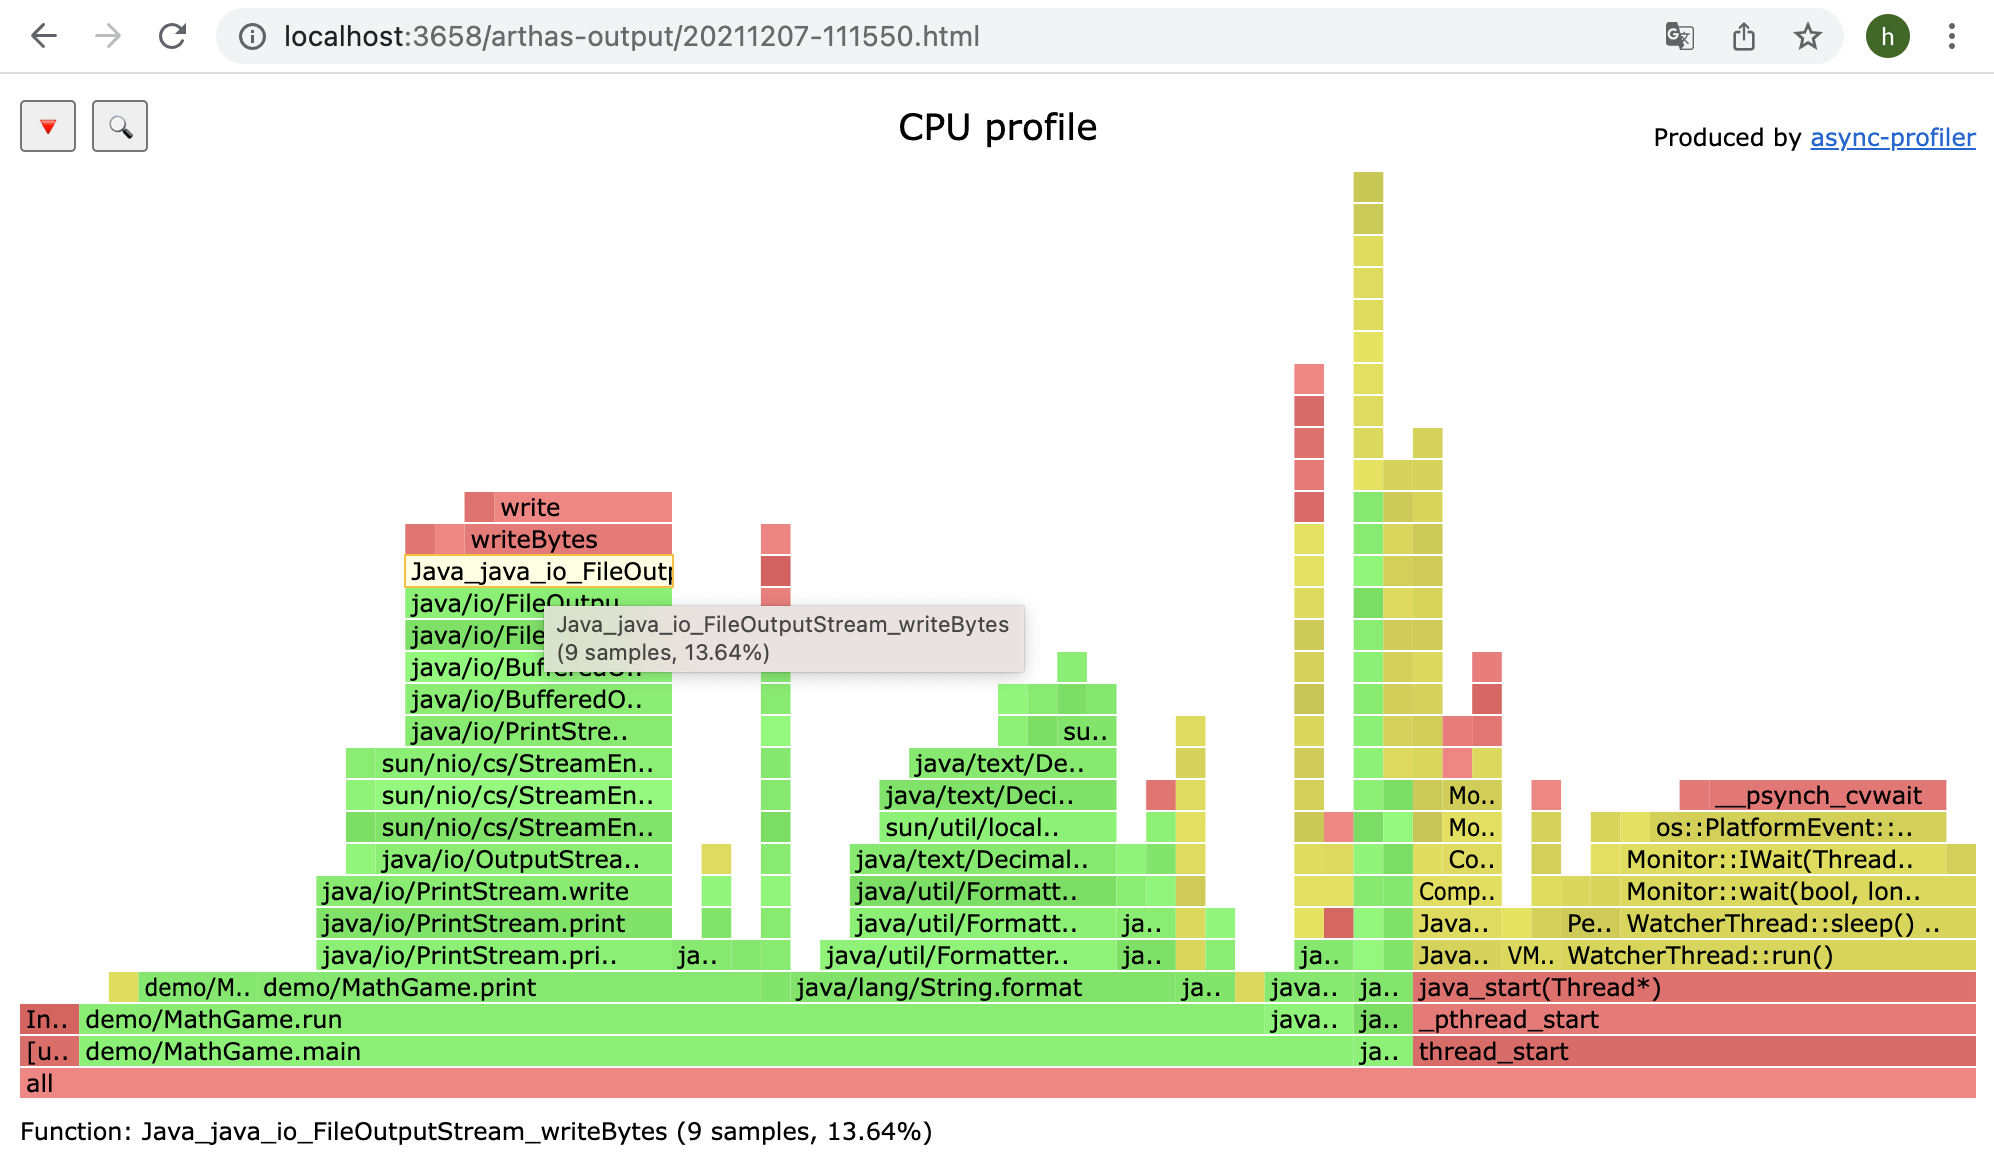 localhost:3658/arthas-output/20211207-111550.html
h
CPU profile
Produced by async-profiler
write
writeBytes
Java_java_io_FileOutp
java/io/FileOutpu..
Java_java_io_FileOutputStream_writeBytes
(9 samples, 13.64%)
java/io/File
java/io/BufferedO..
java/io/BufferedO.. 
java/io/PrintStre.. su..
sun/nio/cs/StreamEn.. java/text/De..
sun/nio/cs/StreamEn.. java/text/Deci.. Mo.. __psynch_cvwait
sun/nio/cs/StreamEn.. sun/util/local.. Mo.. os::PlatformEvent::..
java/io/OutputStrea.. java/text/Decimal.. Co.. Monitor::IWait(Thread..
java/io/PrintStream.write java/util/Formatt.. Comp.. Monitor::wait(bool, lon..
java/io/PrintStream.print java/util/Formatt.. ja.. Java.. Pe.. WatcherThread::sleep() ..
java/io/PrintStream.pri.. ja.. java/util/Formatter.. ja.. ja.. Java.. VM.. WatcherThread::run()
demo/M.. demo/MathGame.print java/lang/String.format ja.. java.. ja.. java_start(Thread*)
In.. demo/MathGame.run java.. ja.. _pthread_start
[u.. demo/MathGame.main ja.. thread_start
all
Function: Java_java_io_FileOutputStream_writeBytes (9 samples, 13.64%)